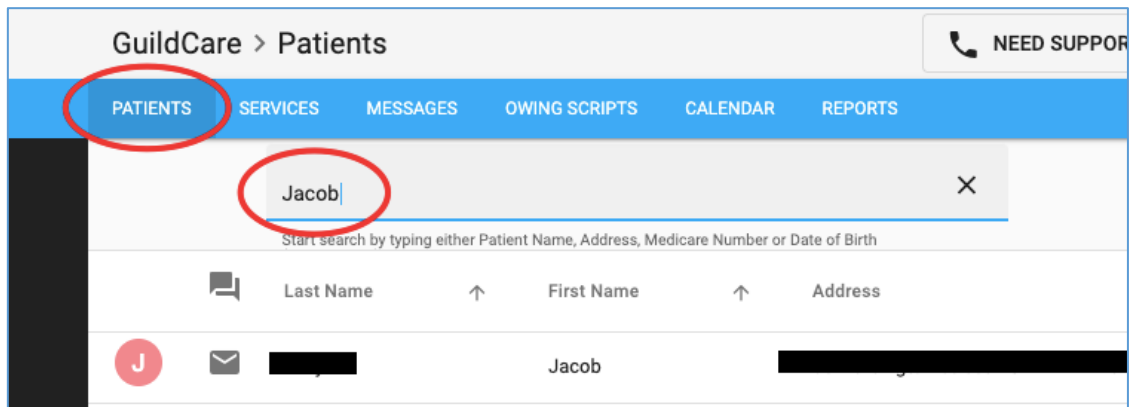 GuildCare > Patients
NEED SUPPOR
PATIENTS SERVICES MESSAGES OWING SCRIPTS CALENDAR REPORTS
Jacob
Start search by typing either Patient Name, Address, Medicare Number or Date of Birth
Last Name First Name Address
J Jacob